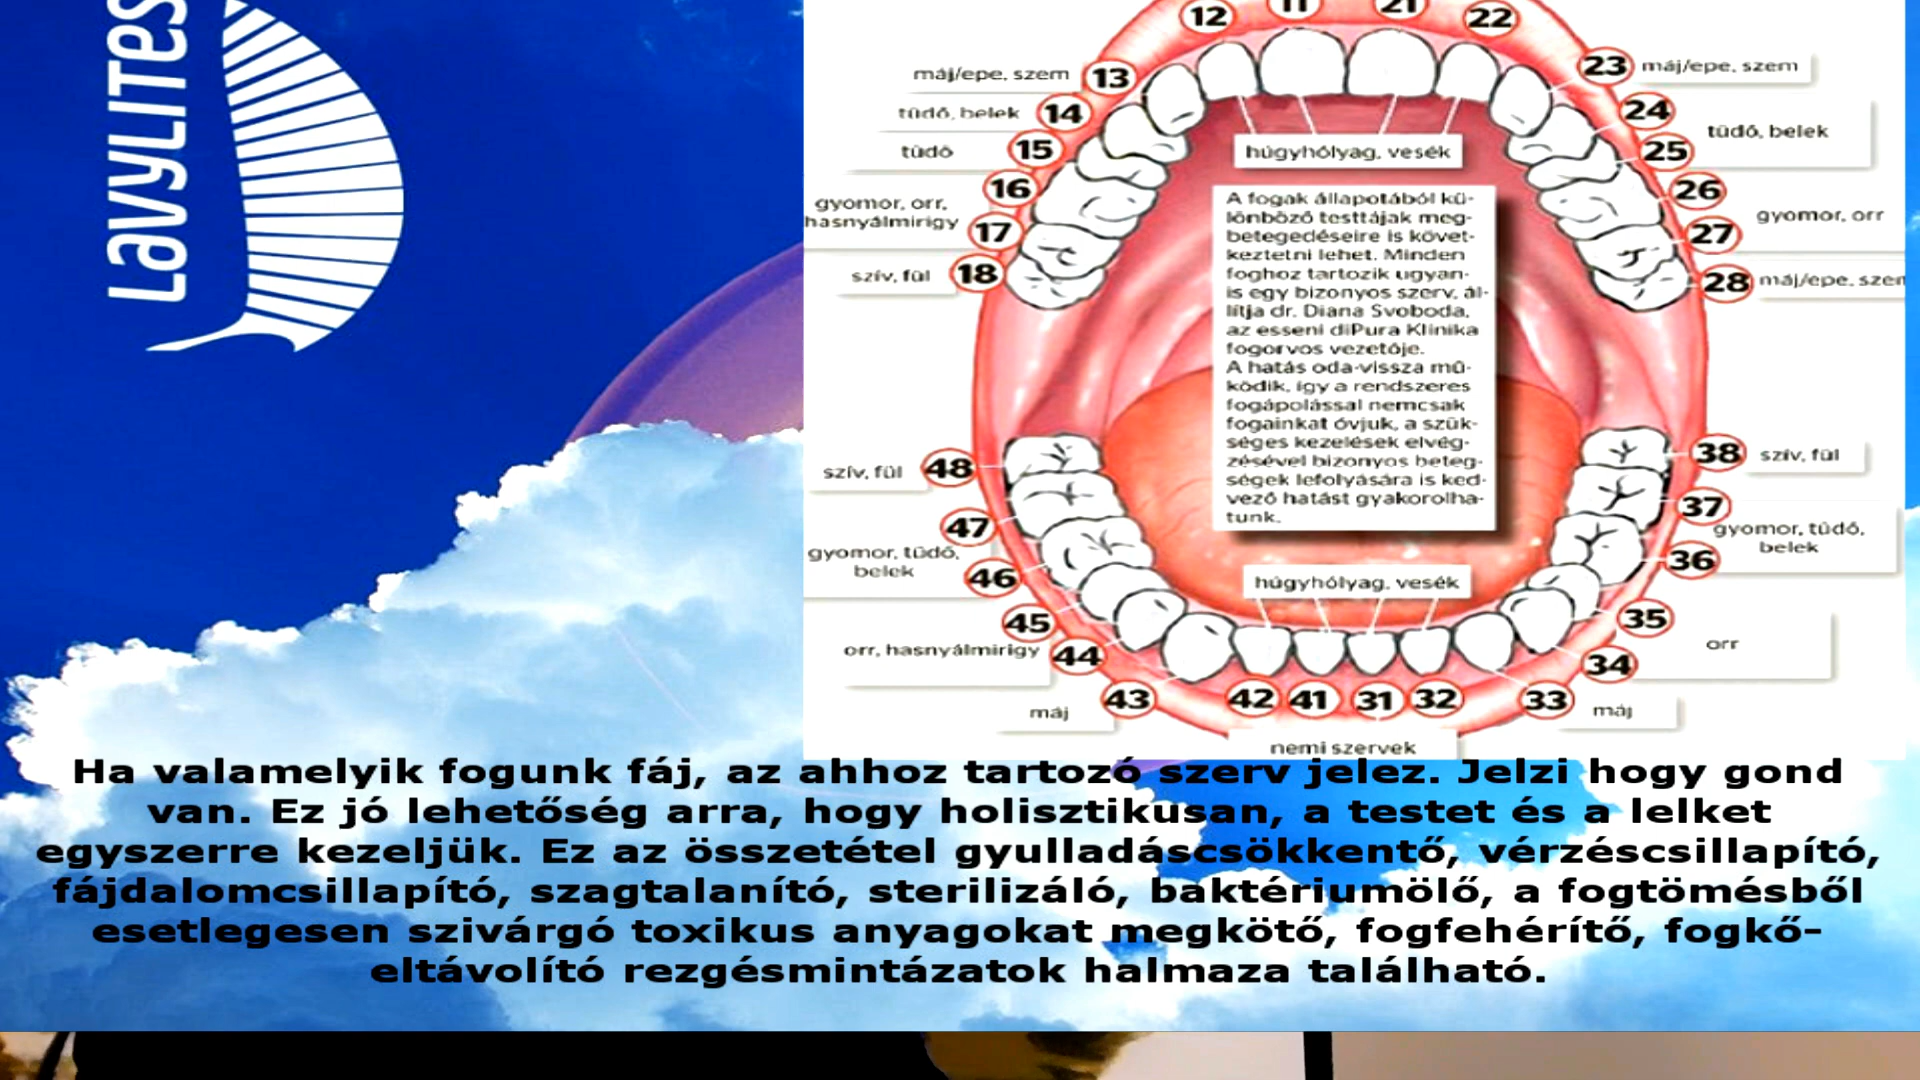 Lavylites
12
11
21
22
máj/epe, szem
13
23
máj/epe, szem
tüdő, belek
14
24
tüdő, belek
tüdő
15
25
gyomor, orr,
hasnyálmirigy
16
17
26
27
gyomor, orr
szív, fül
18
28
máj/epe, szem
húgyhólyag, vesék
A fogak állapotából kü-
lönböző testtájak meg-
betegedéseire is követ-
keztetni lehet. Minden
foghoz tartozik ugyan-
is egy bizonyos szerv, ál-
lítja dr. Diana Svoboda,
az esseni diPura Klinika
fogorvos vezetője.
A hatás oda-vissza mű-
ködik, így a rendszeres
fogápolással nemcsak
fogainkat óvjuk, a szük-
séges kezelések elvég-
zésével bizonyos beteg-
ségek lefolyására is ked-
vező hatást gyakorolha-
tunk.
szív, fül
48
38
szív, fül
47
37
gyomor, tüdő,
belek
46
36
gyomor, tüdő,
belek
húgyhólyag, vesék
45
35
orr, hasnyálmirigy
44
34
orr
máj
43
42
41
31
32
33
máj
nemi szervek
Ha valamelyik fogunk fáj, az ahhoz tartozó szerv jelez. Jelzi hogy gond
van. Ez jó lehetőség arra, hogy holisztikusan, a testet és a lelket
egyszerre kezeljük. Ez az összetétel gyulladáscsökkentő, vérzéscsillapító,
fájdalomcsillapító, szagtalanító, sterilizáló, baktériumölő, a fogtömésből
esetlegesen szivárgó toxikus anyagokat megkötő, fogfehérítő, fogkő-
eltávolító rezgésmintázatok halmaza található.